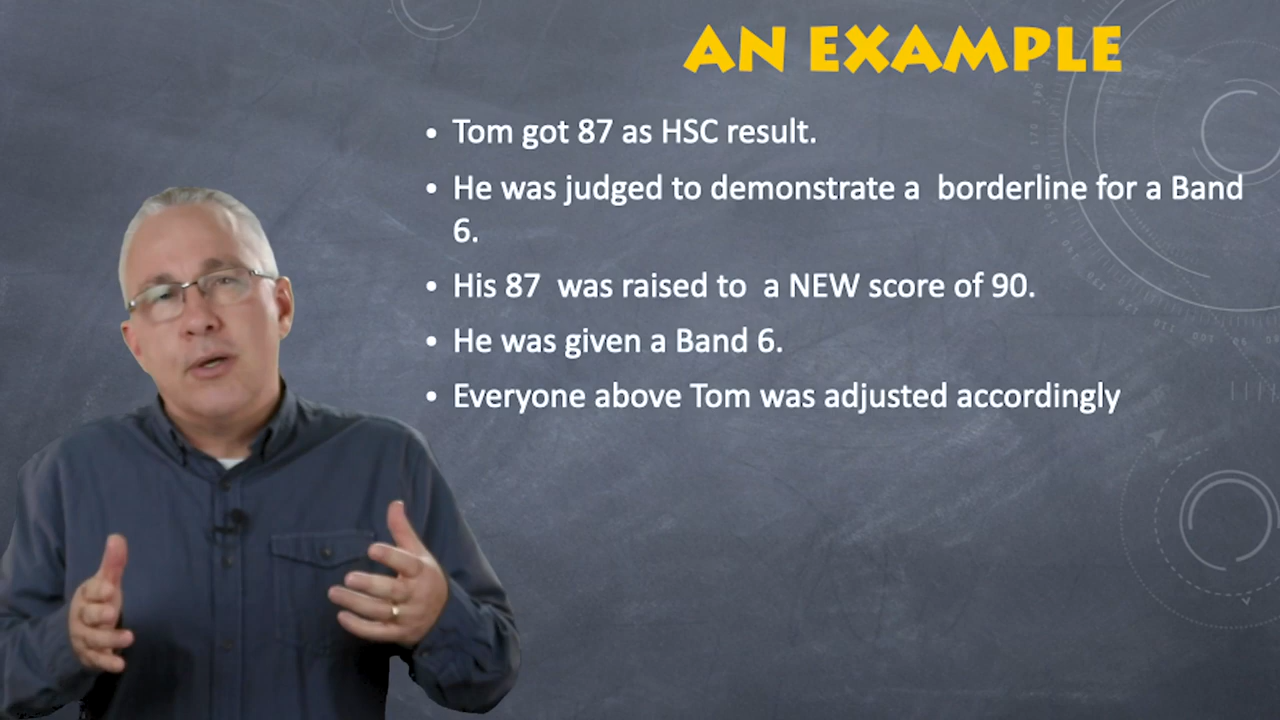 AN EXAMPLE
• Tom got 87 as HSC result.
• He was judged to demonstrate a  borderline for a Band
6.
• His 87  was raised to  a NEW score of 90.
• He was given a Band 6.
• Everyone above Tom was adjusted accordingly